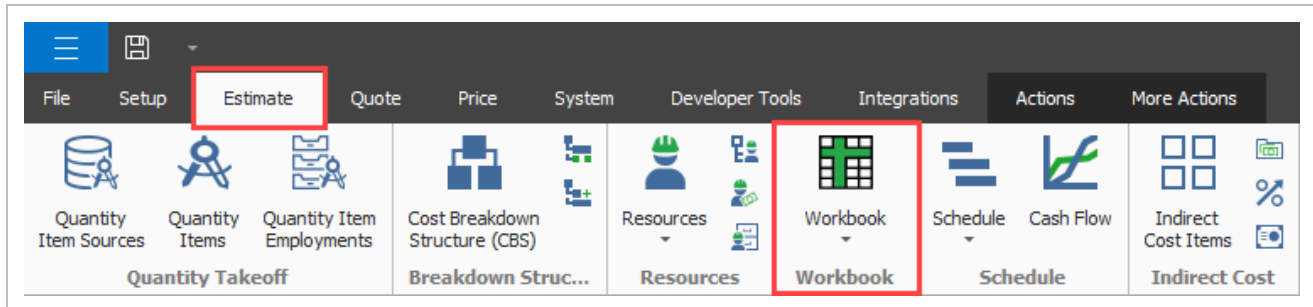 File Setup Estimate Quote Price System Developer Tools Integrations Actions More Actions
Quantity Item Sources
Quantity Items
Quantity Item Employments
Cost Breakdown Structure (CBS)
Resources
Workbook
Schedule
Cash Flow
Indirect Cost Items
Quantity Takeoff
Breakdown Struc...
Resources
Workbook
Schedule
Indirect Cost